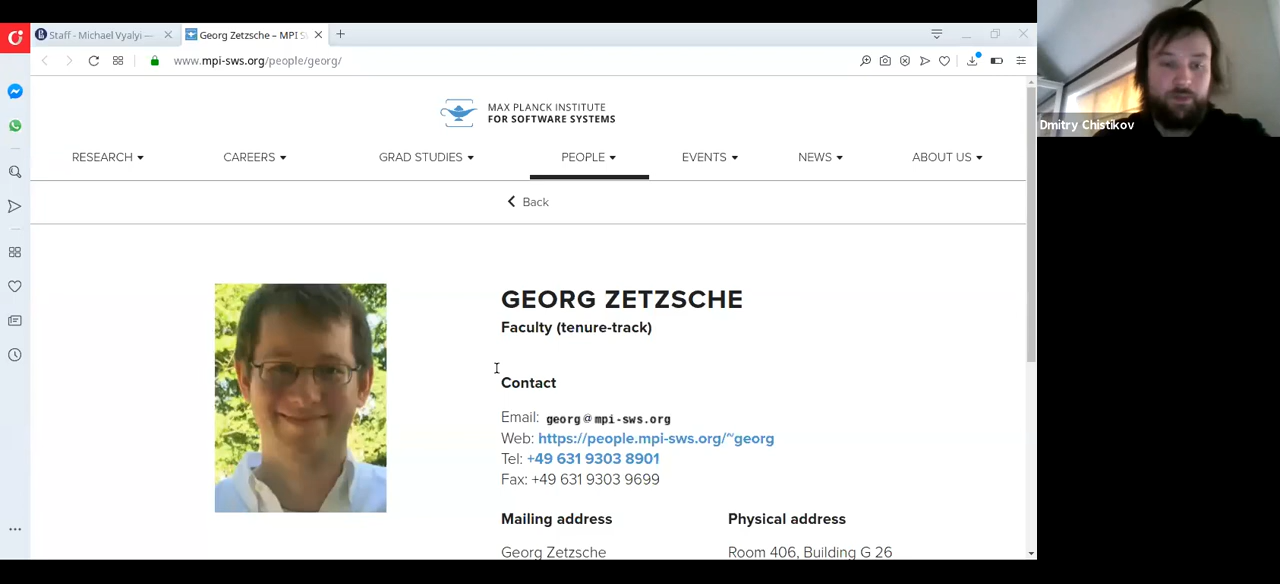 Staff - Michael Vyalyi —
Georg Zetzsche – MPI S
www.mpi-sws.org/people/georg/
Dmitry Chistikov
MAX PLANCK INSTITUTE
FOR SOFTWARE SYSTEMS
RESEARCH CAREERS GRAD STUDIES PEOPLE EVENTS NEWS ABOUT US
Back
GEORG ZETZSCHE
Faculty (tenure-track)
Contact
Email: georg@mpi-sws.org
Web: https://people.mpi-sws.org/~georg
Tel: +49 631 9303 8901
Fax: +49 631 9303 9699
Mailing address
Georg Zetzsche
Physical address
Room 406, Building G 26